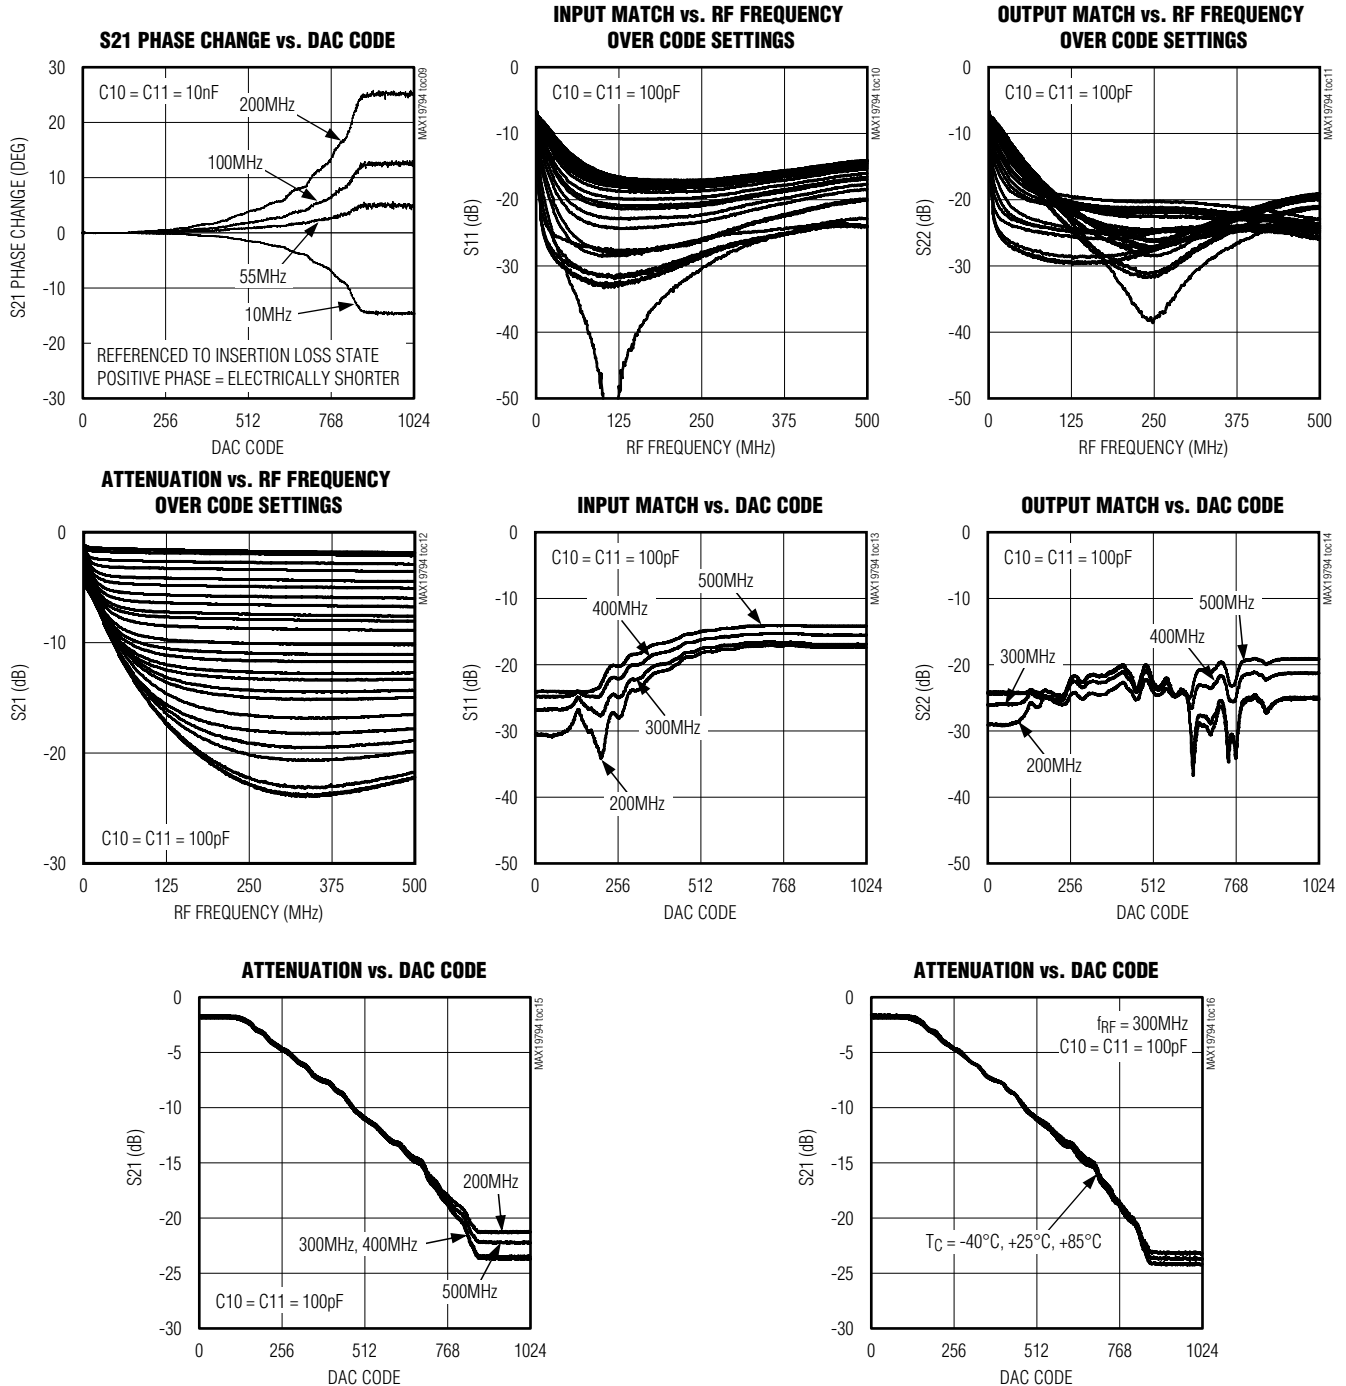 S21 PHASE CHANGE vs. DAC CODE
30
20
10
0
-10
-20
-30
S21 PHASE CHANGE (DEG)
C10 = C11 = 10nF
200MHz
100MHz
55MHz
10MHz
REFERENCED TO INSERTION LOSS STATE
POSITIVE PHASE = ELECTRICALLY SHORTER
MAX19794 toc09
0 256 512 768 1024
DAC CODE
INPUT MATCH vs. RF FREQUENCY
OVER CODE SETTINGS
0
-10
-20
-30
-40
-50
S11 (dB)
C10 = C11 = 100pF
MAX19794 toc10
0 125 250 375 500
RF FREQUENCY (MHz)
OUTPUT MATCH vs. RF FREQUENCY
OVER CODE SETTINGS
0
-10
-20
-30
-40
-50
S22 (dB)
C10 = C11 = 100pF
MAX19794 toc11
0 125 250 375 500
RF FREQUENCY (MHz)
ATTENUATION vs. RF FREQUENCY
OVER CODE SETTINGS
0
-10
-20
-30
S21 (dB)
C10 = C11 = 100pF
MAX19794 toc12
0 125 250 375 500
RF FREQUENCY (MHz)
INPUT MATCH vs. DAC CODE
0
-10
-20
-30
-40
-50
S11 (dB)
C10 = C11 = 100pF
500MHz
400MHz
300MHz
200MHz
MAX19794 toc13
0 256 512 768 1024
DAC CODE
OUTPUT MATCH vs. DAC CODE
0
-10
-20
-30
-40
-50
S22 (dB)
C10 = C11 = 100pF
500MHz
400MHz
300MHz
200MHz
MAX19794 toc14
0 256 512 768 1024
DAC CODE
ATTENUATION vs. DAC CODE
0
-5
-10
-15
-20
-25
-30
S21 (dB)
200MHz
300MHz, 400MHz
500MHz
C10 = C11 = 100pF
MAX19794 toc15
0 256 512 768 1024
DAC CODE
ATTENUATION vs. DAC CODE
0
-5
-10
-15
-20
-25
-30
S21 (dB)
fRF = 300MHz
C10 = C11 = 100pF
TC = -40°C, +25°C, +85°C
MAX19794 toc16
0 256 512 768 1024
DAC CODE